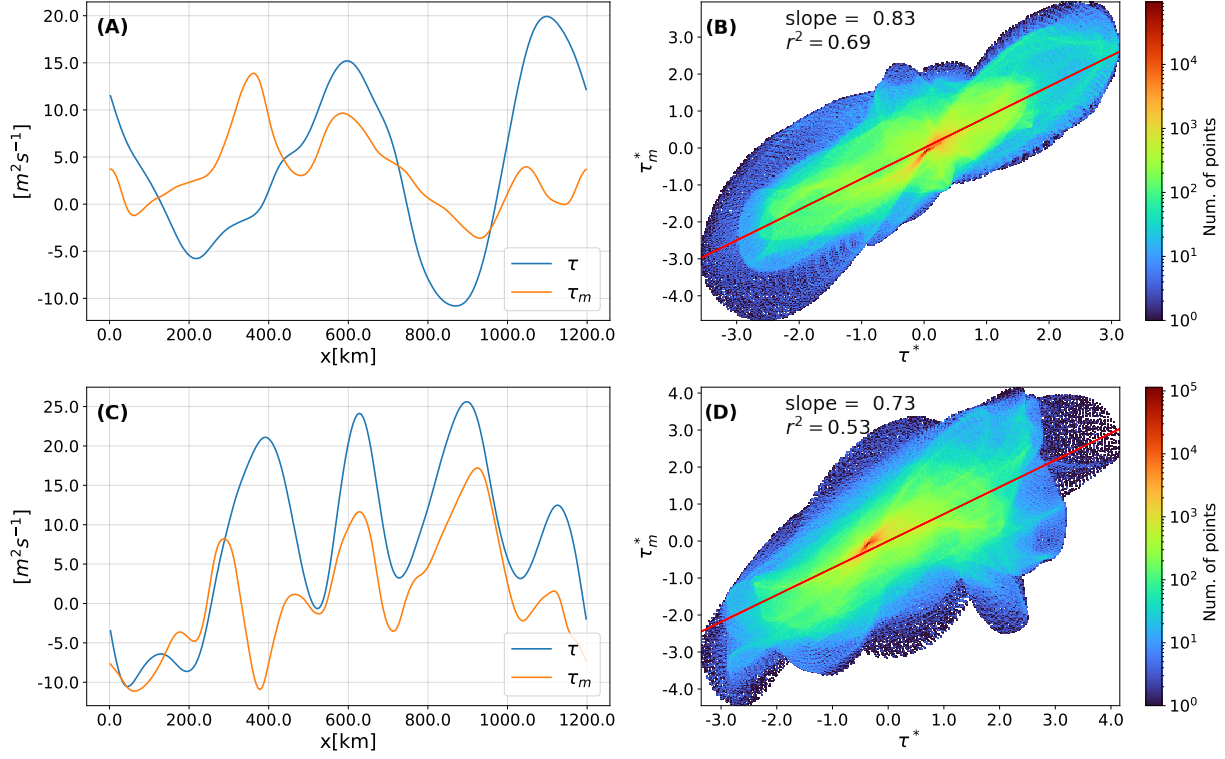 (A)
20.0
15.0
10.0
5.0
0.0
-5.0
-10.0
[m²s⁻¹]
τ
τₘ
0.0 200.0 400.0 600.0 800.0 1000.0 1200.0
x[km]
(B)
slope = 0.83
r² = 0.69
3.0
2.0
1.0
0.0
-1.0
-2.0
-3.0
-4.0
τₘ*
-3.0 -2.0 -1.0 0.0 1.0 2.0 3.0
τ*
10⁴
10³
10²
10¹
10⁰
Num. of points
(C)
25.0
20.0
15.0
10.0
5.0
0.0
-5.0
-10.0
[m²s⁻¹]
τ
τₘ
0.0 200.0 400.0 600.0 800.0 1000.0 1200.0
x[km]
(D)
slope = 0.73
r² = 0.53
4.0
3.0
2.0
1.0
0.0
-1.0
-2.0
-3.0
-4.0
τₘ*
-3.0 -2.0 -1.0 0.0 1.0 2.0 3.0 4.0
τ*
10⁵
10⁴
10³
10²
10¹
10⁰
Num. of points